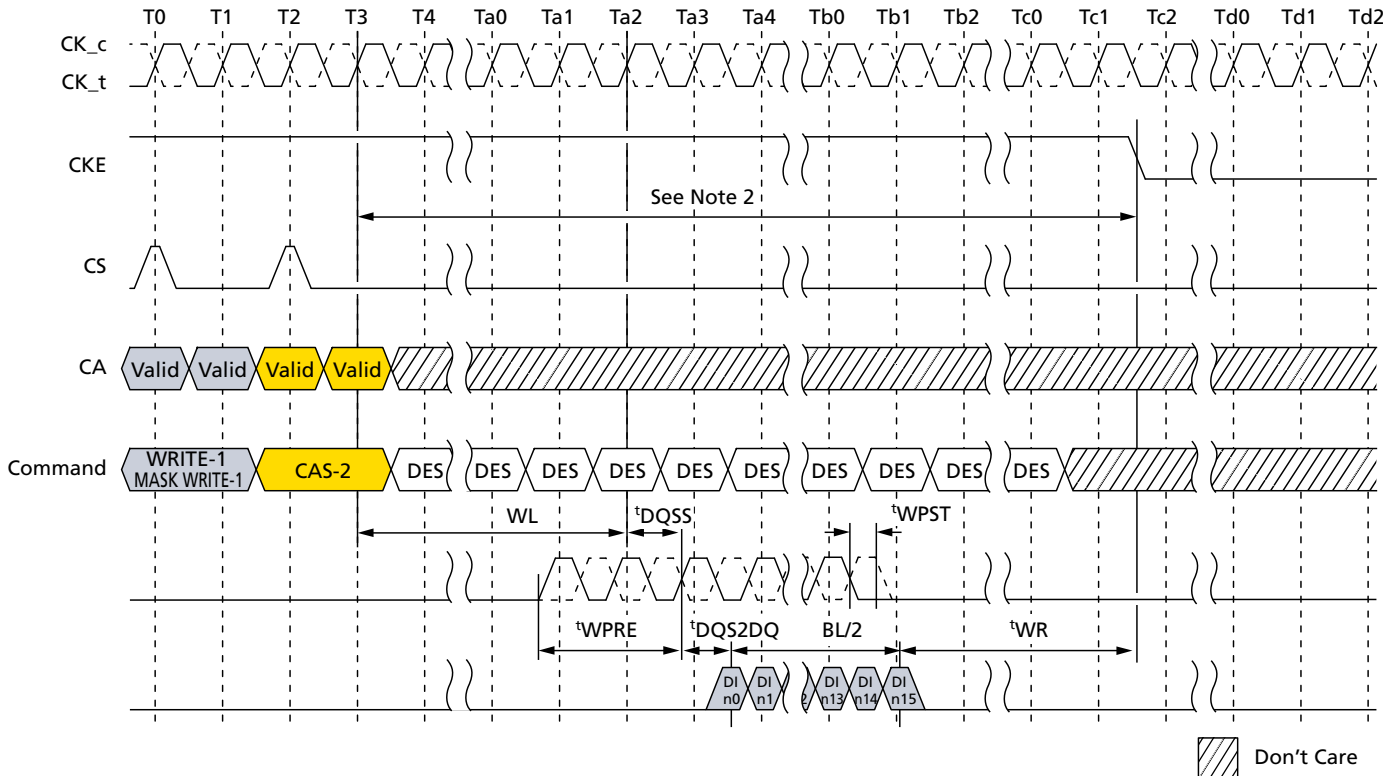 T0 T1 T2 T3 T4 Ta0 Ta1 Ta2 Ta3 Ta4 Tb0 Tb1 Tb2 Tc0 Tc1 Tc2 Td0 Td1 Td2
CK_c
CK_t
CKE
See Note 2
CS
CA Valid Valid Valid Valid
Command WRITE-1 MASK WRITE-1 CAS-2 DES DES DES DES DES DES DES DES DES DES
WL tDQSS tWPST
tWPRE tDQS2DQ BL/2 tWR
DI n0 DI n1 2 DI n13 DI n14 DI n15
Don't Care